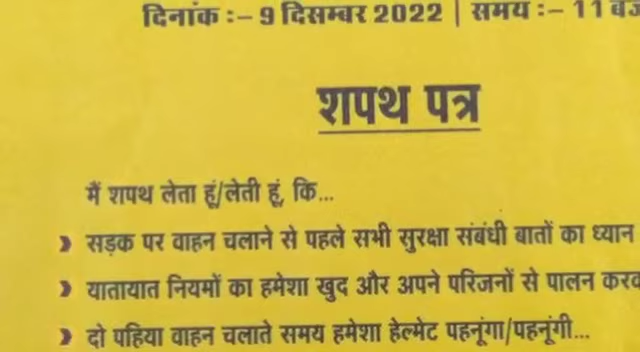 दिनांक :– 9 दिसम्बर 2022 | समय :– 11
शपथ पत्र
मैं शपथ लेता हूं/लेती हूं, कि...
सड़क पर वाहन चलाने से पहले सभी सुरक्षा संबंधी बातों का ध्यान
यातायात नियमों का हमेशा खुद और अपने परिजनों से पालन
दो पहिया वाहन चलाते समय हमेशा हेल्मेट पहनूंगा/पहनूंगी...